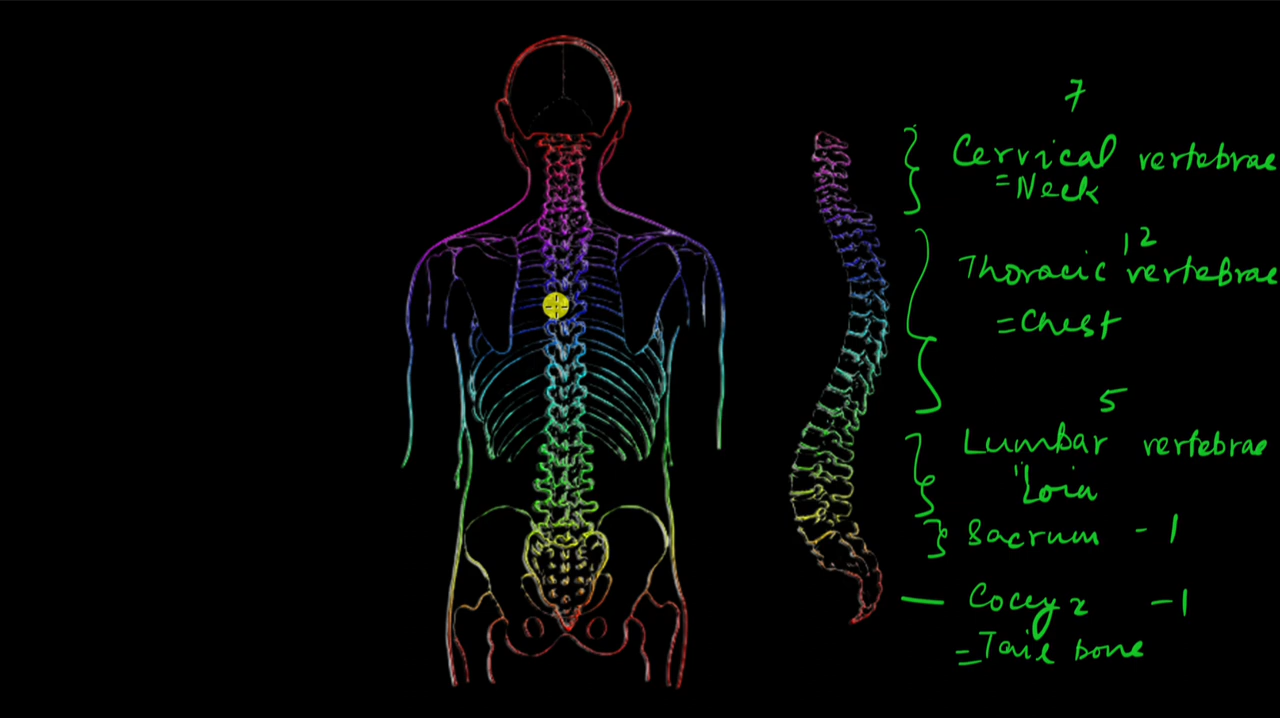 7
Cervical vertebrae
=Neck
12
Thoracic vertebrae
=Chest
5
Lumbar vertebrae
"Loin
Sacrum - 1
Coccyx - 1
=Tail bone